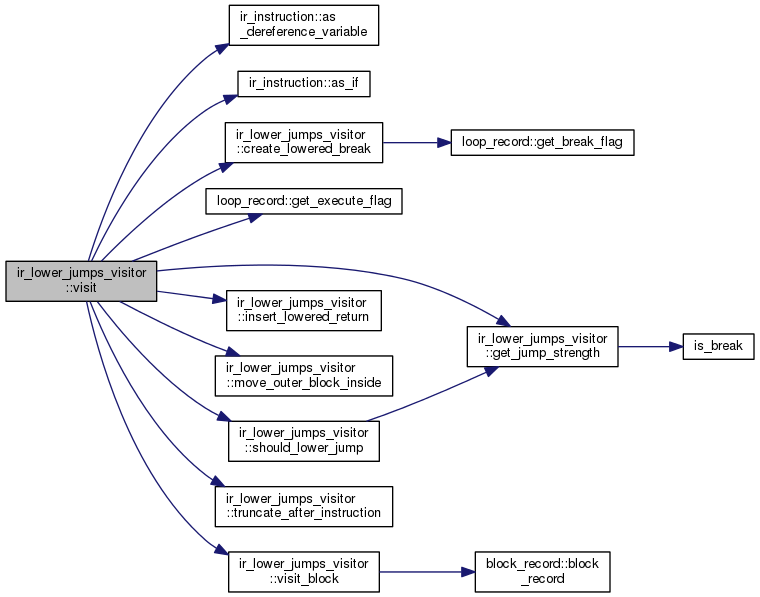 ir_instruction::as
_dereference_variable
ir_instruction::as_if
ir_lower_jumps_visitor
::create_lowered_break
loop_record::get_break_flag
loop_record::get_execute_flag
ir_lower_jumps_visitor
::visit
ir_lower_jumps_visitor
::insert_lowered_return
ir_lower_jumps_visitor
::get_jump_strength
is_break
ir_lower_jumps_visitor
::move_outer_block_inside
ir_lower_jumps_visitor
::should_lower_jump
ir_lower_jumps_visitor
::truncate_after_instruction
ir_lower_jumps_visitor
::visit_block
block_record::block
_record